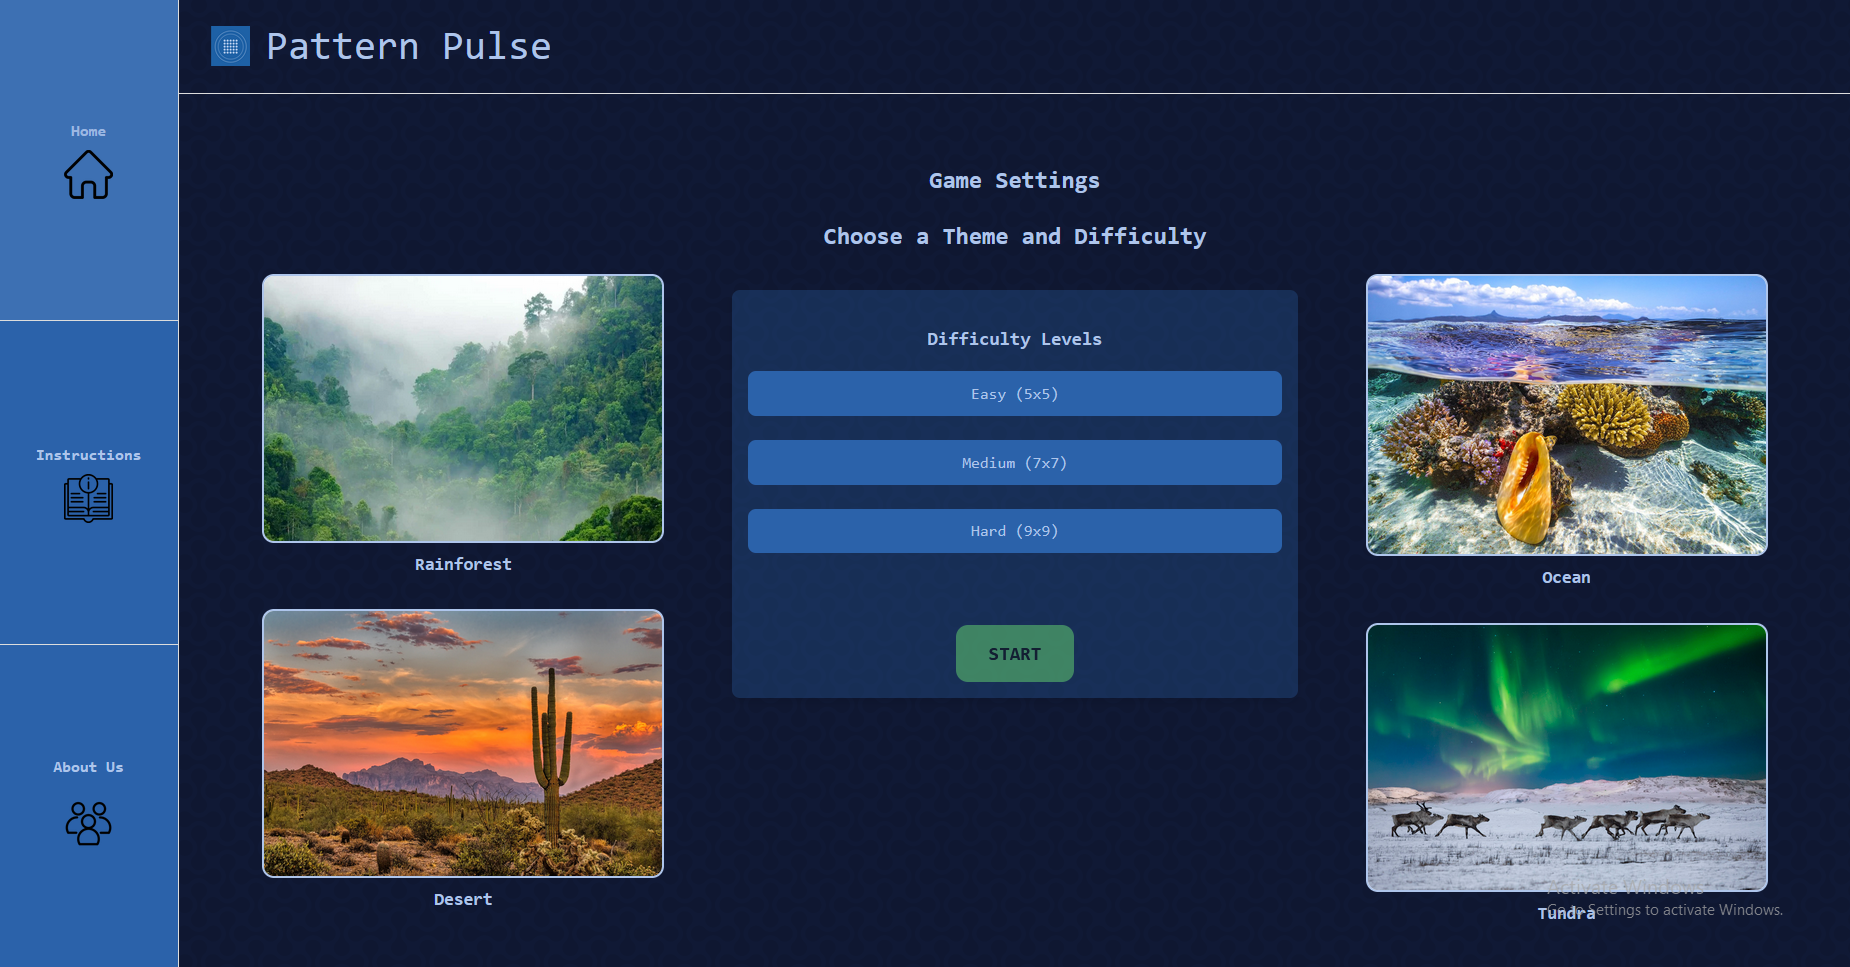 Pattern Pulse
Home
Instructions
About Us
Game Settings
Choose a Theme and Difficulty
Rainforest
Desert
Difficulty Levels
Easy (5x5)
Medium (7x7)
Hard (9x9)
START
Ocean
Tundra
Activate Windows
Go to Settings to activate Windows.